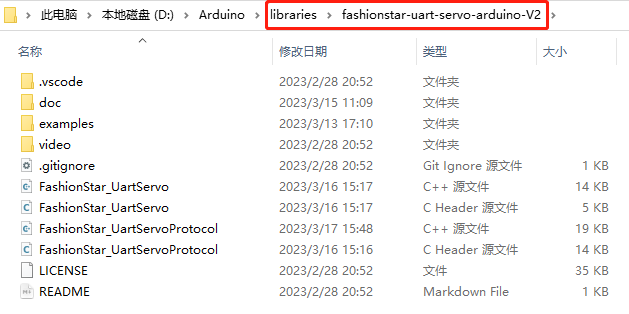 此电脑 › 本地磁盘 (D:) › Arduino › libraries › fashionstar-uart-servo-arduino-V2 ›
名称 修改日期 类型 大小
.vscode 2023/2/28 20:52 文件夹
doc 2023/3/15 11:09 文件夹
examples 2023/3/13 17:10 文件夹
video 2023/2/28 20:52 文件夹
.gitignore 2023/2/28 20:52 Git Ignore 源文件 1 KB
FashionStar_UartServo 2023/3/16 15:17 C++ 源文件 14 KB
FashionStar_UartServo 2023/3/16 15:17 C Header 源文件 5 KB
FashionStar_UartServoProtocol 2023/3/17 15:48 C++ 源文件 19 KB
FashionStar_UartServoProtocol 2023/3/16 15:16 C Header 源文件 14 KB
LICENSE 2023/2/28 20:52 文件 35 KB
README 2023/2/28 20:52 Markdown File 1 KB